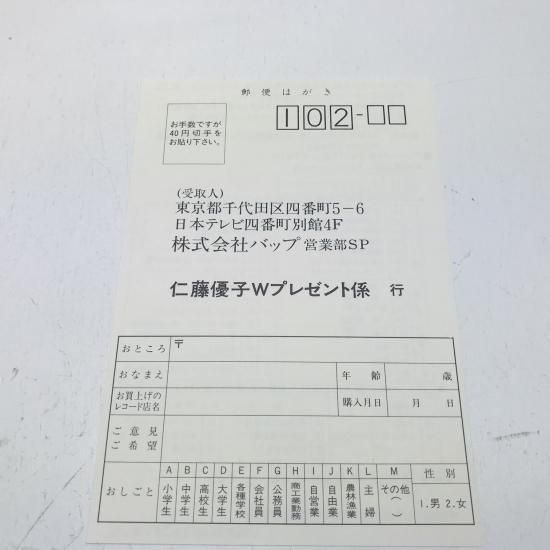 郵便はがき
お手数ですが
40円切手を
お貼り下さい。
102-□□
(受取人)
東京都千代田区四番町5-6
日本テレビ四番町別館4F
株式会社バップ 営業部SP
仁藤優子Wプレゼント係 行
おところ 〒
おなまえ 年齢 歳
お買上げの
レコード店名
購入月日 月 日
ご意見
ご希望
おしごと
A 小学生
B 中学生
C 高校生
D 大学生
E 各種学校
F 会社員
G 公務員
H 商工業勤務
I 自営業
J 自由業
K 農林漁業
L 主婦
M その他( )
性別
1.男 2.女